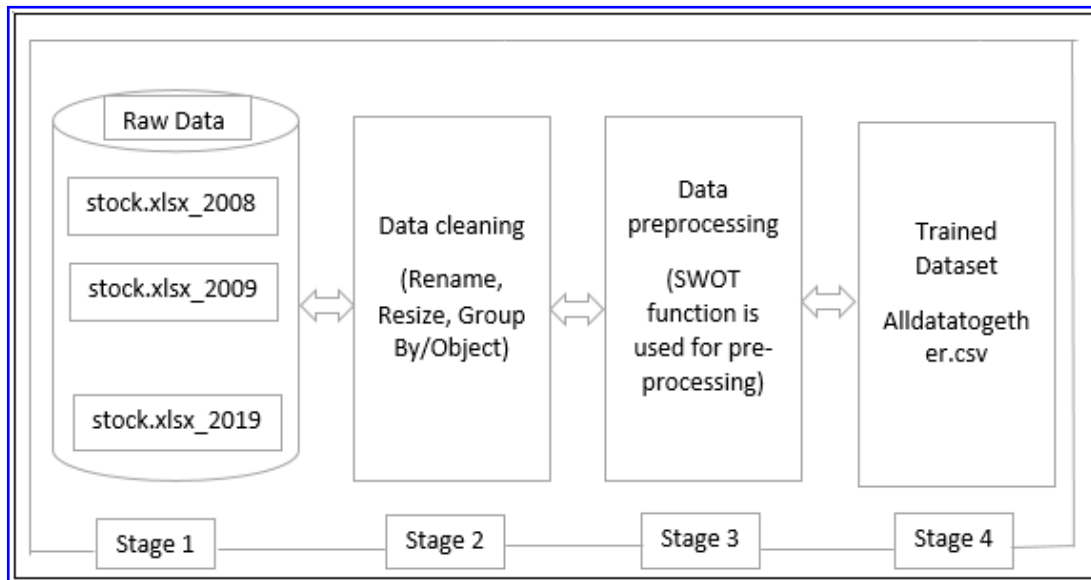 Raw Data
stock.xlsx_2008
stock.xlsx_2009
stock.xlsx_2019
Data cleaning
(Rename,
Resize, Group
By/Object)
Data
preprocessing
(SWOT
function is
used for pre-
processing)
Trained
Dataset
Alldatatogeth
er.csv
Stage 1
Stage 2
Stage 3
Stage 4